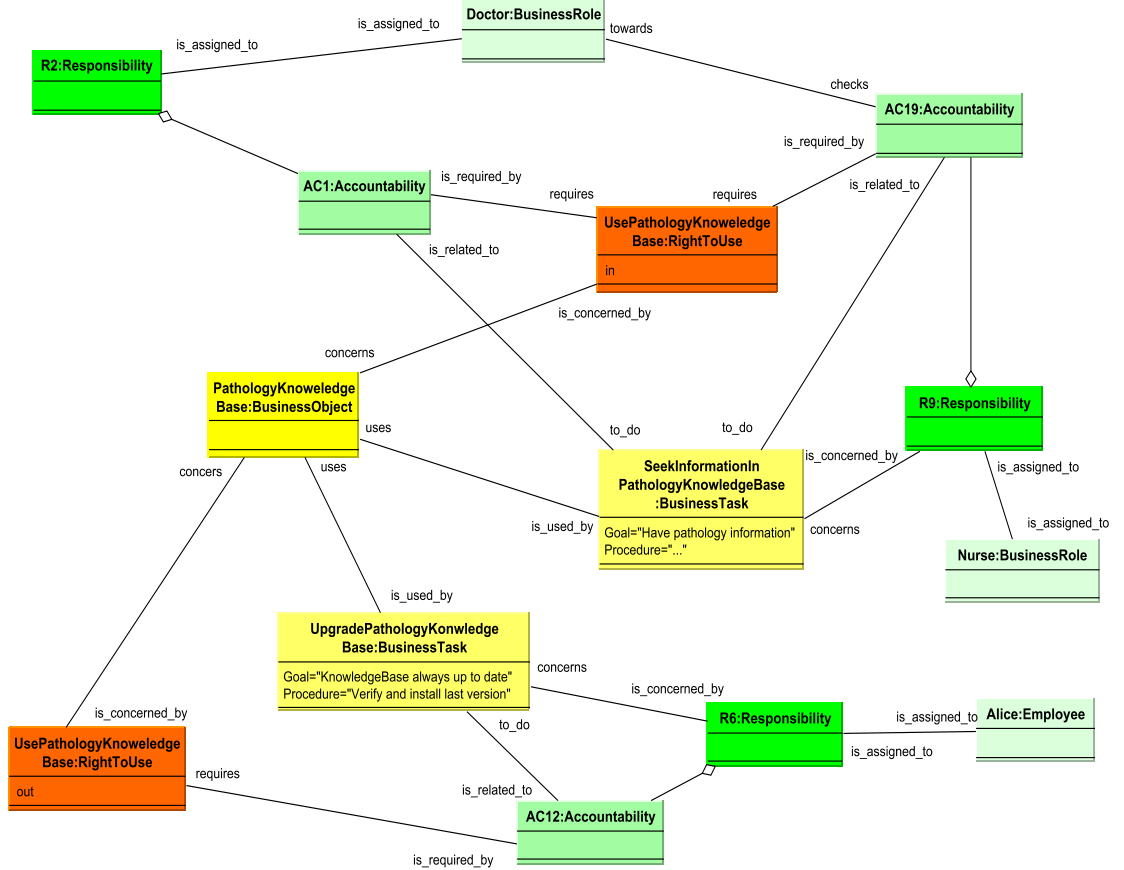 Doctor:BusinessRole
is_assigned_to
towards
is_assigned_to
R2:Responsibility
checks
AC19:Accountability
is_required_by
AC1:Accountability
is_required_by
requires
requires
is_related_to
UsePathologyKnoweledge
Base:RightToUse
in
is_related_to
is_concerned_by
concerns
PathologyKnoweledge
Base:BusinessObject
uses
concers
uses
to_do
to_do
R9:Responsibility
is_concerned_by
is_assigned_to
SeekInformationIn
PathologyKnowledgeBase
:BusinessTask
Goal="Have pathology information"
Procedure="..."
is_used_by
concerns
is_assigned_to
Nurse:BusinessRole
is_used_by
UpgradePathologyKonwledge
Base:BusinessTask
Goal="KnowledgeBase always up to date"
Procedure="Verify and install last version"
concerns
is_concerned_by
to_do
R6:Responsibility
is_assigned_to
is_assigned_to
Alice:Employee
is_concerned_by
UsePathologyKnoweledge
Base:RightToUse
out
requires
is_related_to
AC12:Accountability
is_required_by